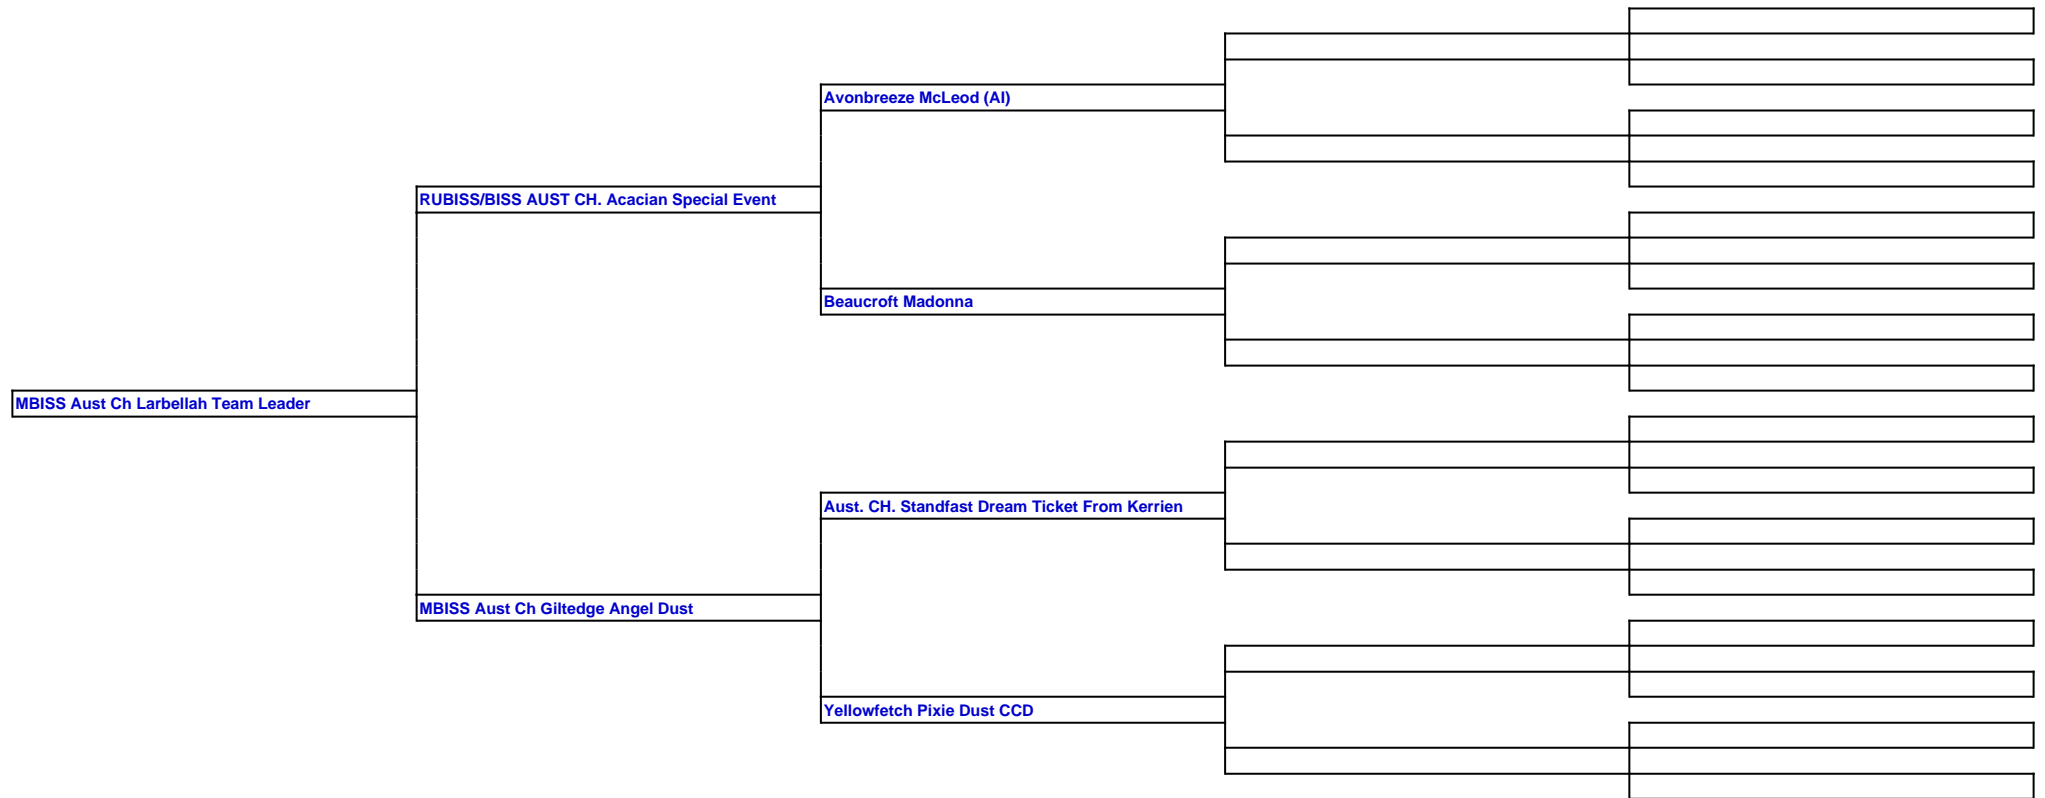 Avonbreeze McLeod (AI)
RUBISS/BISS AUST CH. Acacian Special Event
Beaucroft Madonna
MBISS Aust Ch Larbellah Team Leader
Aust. CH. Standfast Dream Ticket From Kerrien
MBISS Aust Ch Giltedge Angel Dust
Yellowfetch Pixie Dust CCD